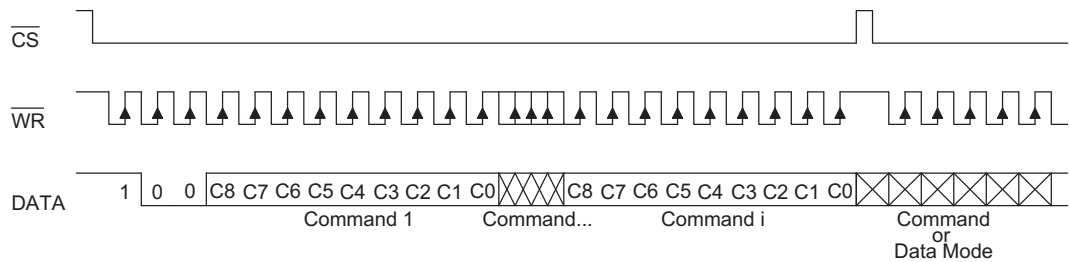 CS
WR
DATA 1 0 0 C8 C7 C6 C5 C4 C3 C2 C1 C0 C8 C7 C6 C5 C4 C3 C2 C1 C0
Command 1 Command... Command i Command
or
Data Mode